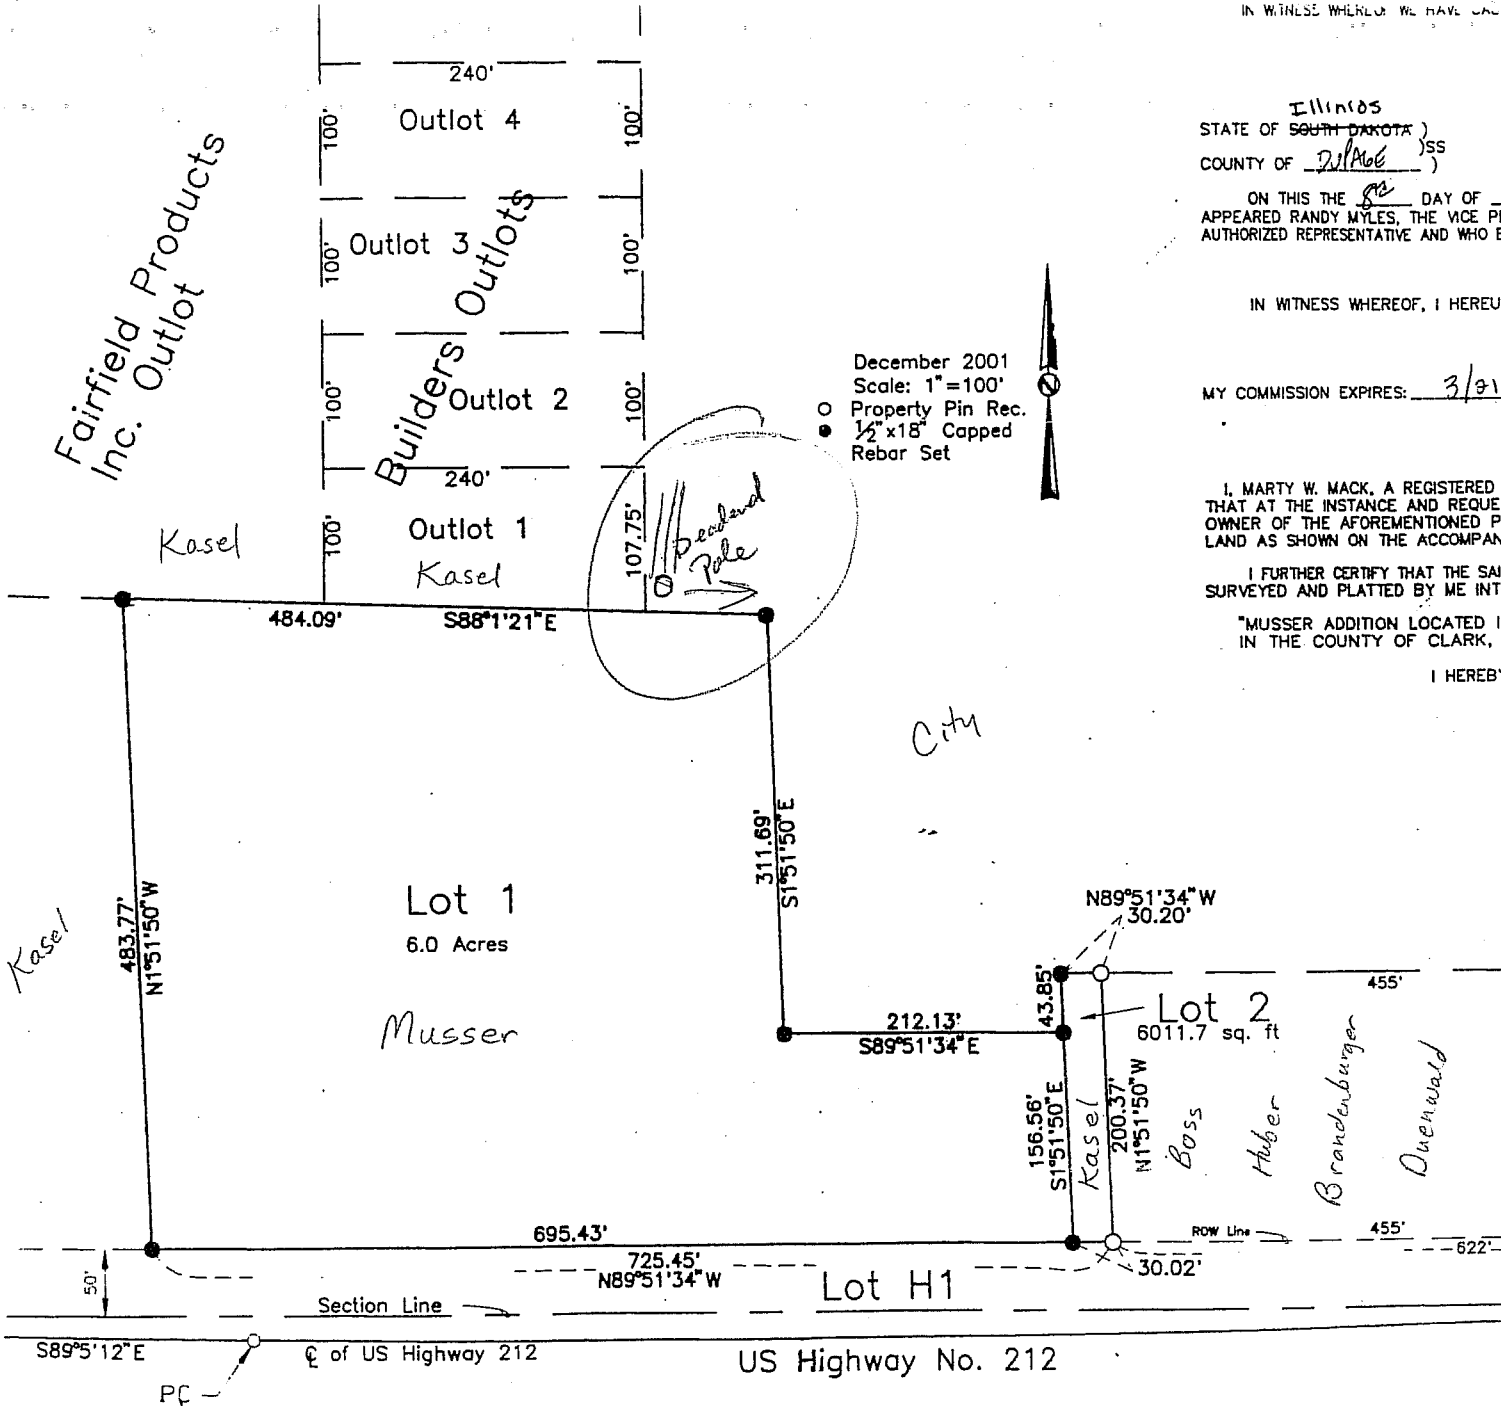 IN WITNESS WHEREOF WE HAVE
240'
Outlot 4
100'
100'
Outlot 3
100'
100'
Outlot 2
100'
100'
240'
Outlot 1
100'
107.75'
Kasel
Builders Outlots
Fairfield Products
Inc. Outlot
Kasel
Deadend
Pole
December 2001
Scale: 1"=100'
Property Pin Rec.
½"x18" Capped
Rebar Set
Illinios
STATE OF SOUTH DAKOTA )
)SS
COUNTY OF DuPAGE )
ON THIS THE 8th DAY OF
APPEARED RANDY MYLES, THE VICE P
AUTHORIZED REPRESENTATIVE AND WHO
IN WITNESS WHEREOF, I HEREU
MY COMMISSION EXPIRES: 3/21
I, MARTY W. MACK, A REGISTERED
THAT AT THE INSTANCE AND REQUE
OWNER OF THE AFOREMENTIONED P
LAND AS SHOWN ON THE ACCOMPAN
I FURTHER CERTIFY THAT THE SAI
SURVEYED AND PLATTED BY ME INT
"MUSSER ADDITION LOCATED I
IN THE COUNTY OF CLARK,
I HEREBY
484.09'
S88°1'21"E
City
311.69'
S1°51'50"E
483.77'
N1°51'50"W
Kasel
Lot 1
6.0 Acres
Musser
N89°51'34"W
30.20'
43.85'
212.13'
S89°51'34"E
Lot 2
6011.7 sq. ft
455'
156.56'
S1°51'50"E
Kasel
200.37'
N1°51'50"W
Boss
Huber
Brandenburger
Duenwald
695.43'
725.45'
N89°51'34"W
ROW Line
455'
622'
30.02'
Lot H1
50'
Section Line
S89°5'12"E
℄ of US Highway 212
US Highway No. 212
PC